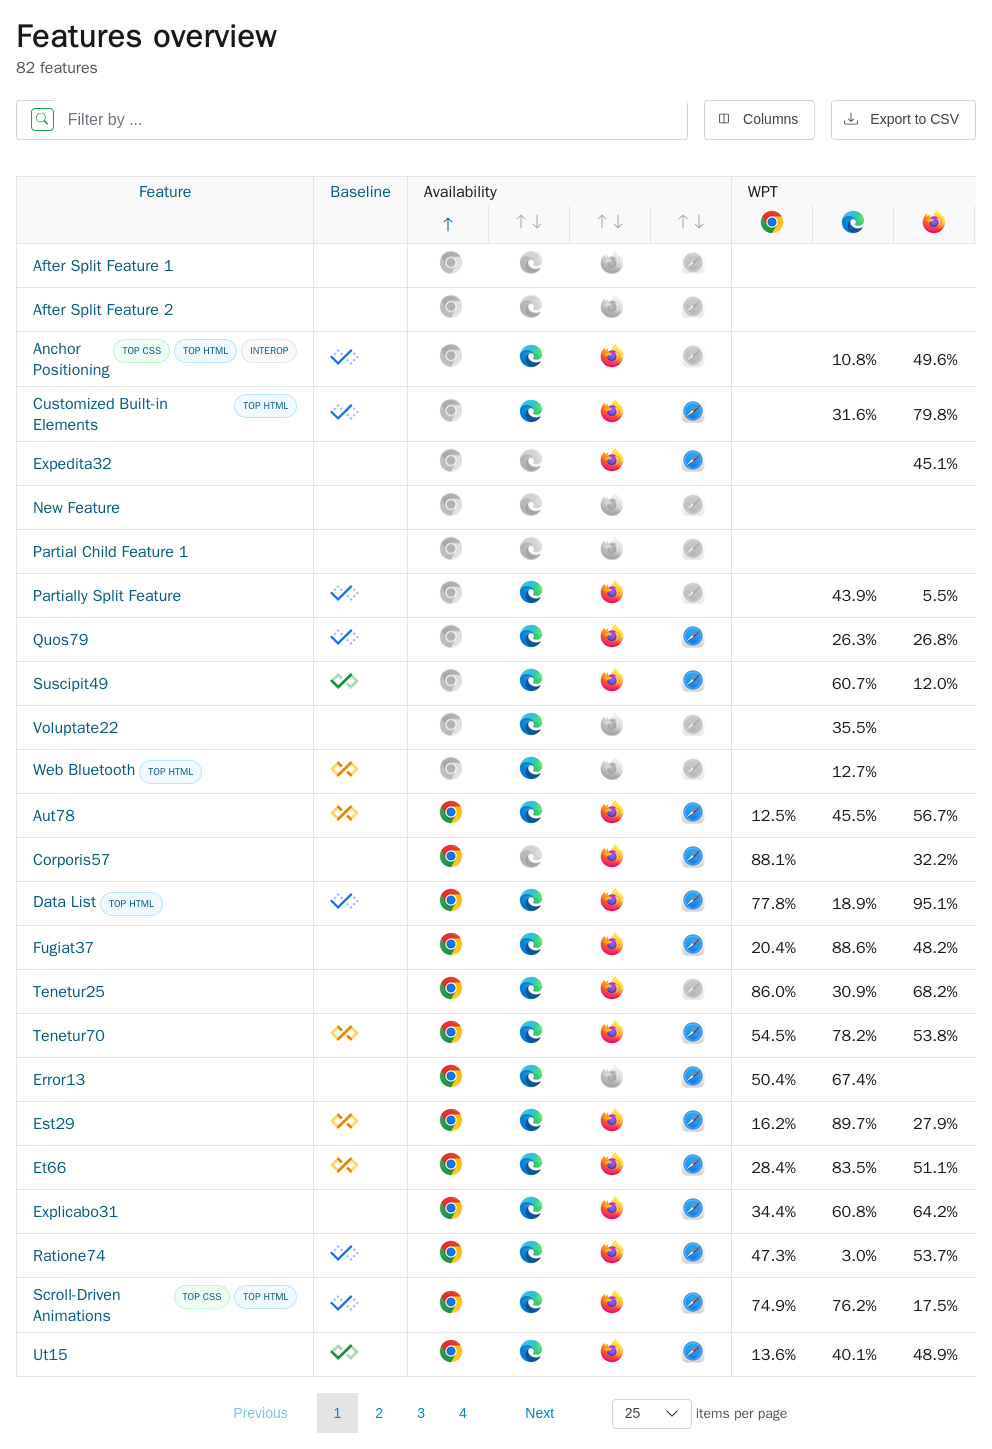 Features overview
82 features
Filter by ...
Columns
Export to CSV
Feature Baseline Availability WPT
After Split Feature 1
After Split Feature 2
Anchor TOP CSS TOP HTML INTEROP
Positioning 10.8% 49.6%
Customized Built-in TOP HTML
Elements 31.6% 79.8%
Expedita32 45.1%
New Feature
Partial Child Feature 1
Partially Split Feature 43.9% 5.5%
Quos79 26.3% 26.8%
Suscipit49 60.7% 12.0%
Voluptate22 35.5%
Web Bluetooth TOP HTML 12.7%
Aut78 12.5% 45.5% 56.7%
Corporis57 88.1% 32.2%
Data List TOP HTML 77.8% 18.9% 95.1%
Fugiat37 20.4% 88.6% 48.2%
Tenetur25 86.0% 30.9% 68.2%
Tenetur70 54.5% 78.2% 53.8%
Error13 50.4% 67.4%
Est29 16.2% 89.7% 27.9%
Et66 28.4% 83.5% 51.1%
Explicabo31 34.4% 60.8% 64.2%
Ratione74 47.3% 3.0% 53.7%
Scroll-Driven TOP CSS TOP HTML
Animations 74.9% 76.2% 17.5%
Ut15 13.6% 40.1% 48.9%
Previous 1 2 3 4 Next 25 items per page